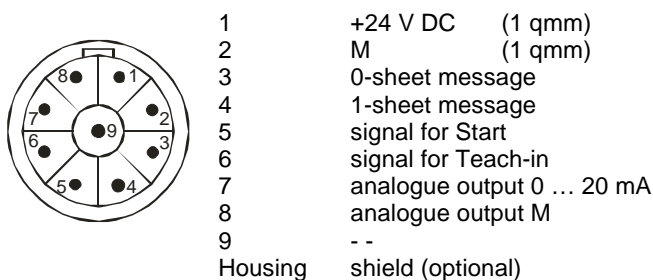 1 +24 V DC (1 qmm)
2 M (1 qmm)
3 0-sheet message
4 1-sheet message
5 signal for Start
6 signal for Teach-in
7 analogue output 0 … 20 mA
8 analogue output M
9 - -
Housing shield (optional)
8 1
7 2
9
6 3
5 4